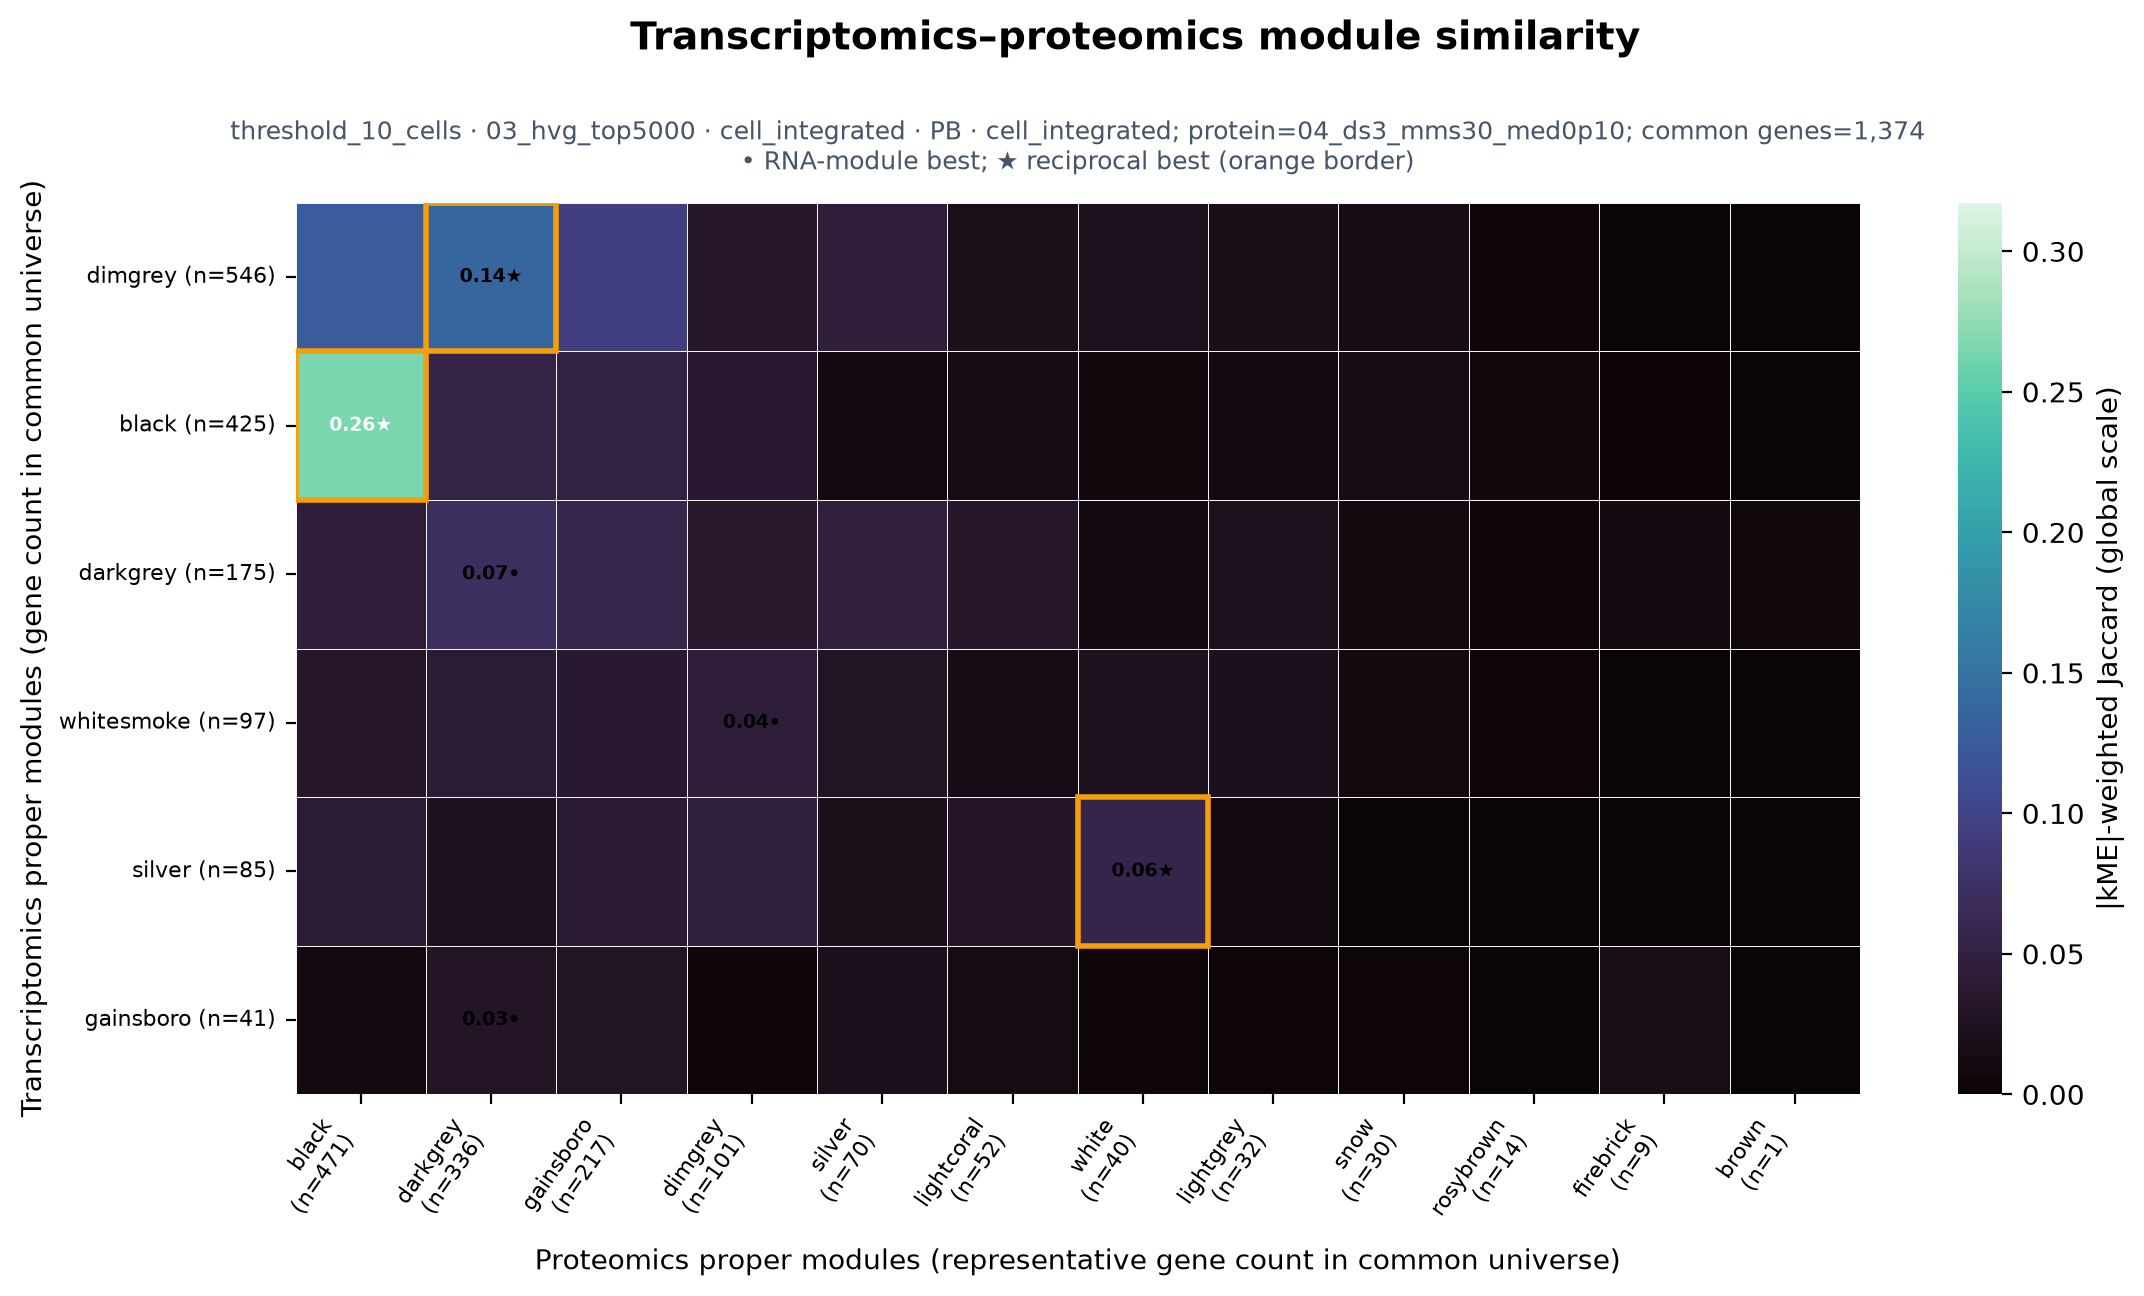 Transcriptomics–proteomics module similarity
threshold_10_cells · 03_hvg_top5000 · cell_integrated · PB · cell_integrated; protein=04_ds3_mms30_med0p10; common genes=1,374
• RNA-module best; ★ reciprocal best (orange border)
Transcriptomics proper modules (gene count in common universe)
dimgrey (n=546)
black (n=425)
darkgrey (n=175)
whitesmoke (n=97)
silver (n=85)
gainsboro (n=41)
0.14★
0.26★
0.07•
0.04•
0.06★
0.03•
black
(n=471)
darkgrey
(n=336)
gainsboro
(n=217)
dimgrey
(n=101)
silver
(n=70)
lightcoral
(n=52)
white
(n=40)
lightgrey
(n=32)
snow
(n=30)
rosybrown
(n=14)
firebrick
(n=9)
brown
(n=1)
Proteomics proper modules (representative gene count in common universe)
0.30
0.25
0.20
0.15
0.10
0.05
0.00
|kME|-weighted Jaccard (global scale)